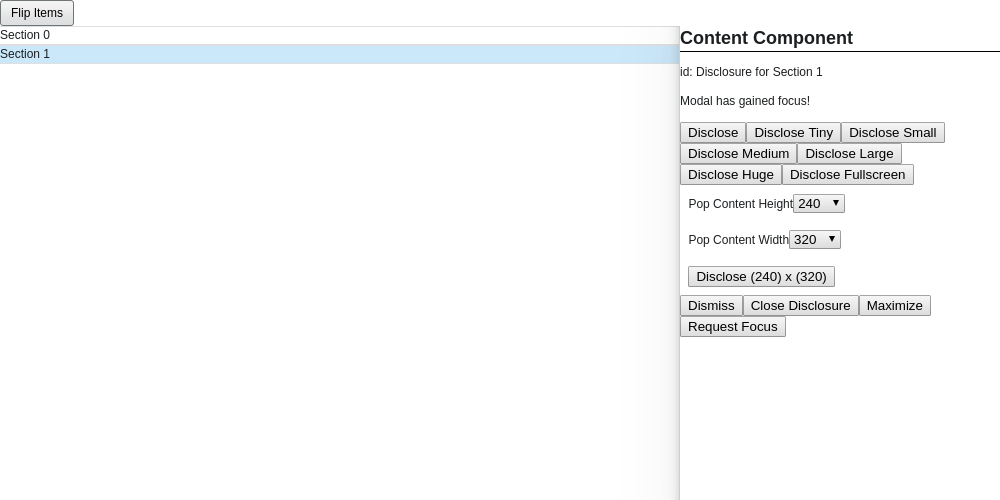 Flip Items
Section 0
Section 1
Content Component
id: Disclosure for Section 1
Modal has gained focus!
Disclose Disclose Tiny Disclose Small
Disclose Medium Disclose Large
Disclose Huge Disclose Fullscreen
Pop Content Height 240
Pop Content Width 320
Disclose (240) x (320)
Dismiss Close Disclosure Maximize
Request Focus